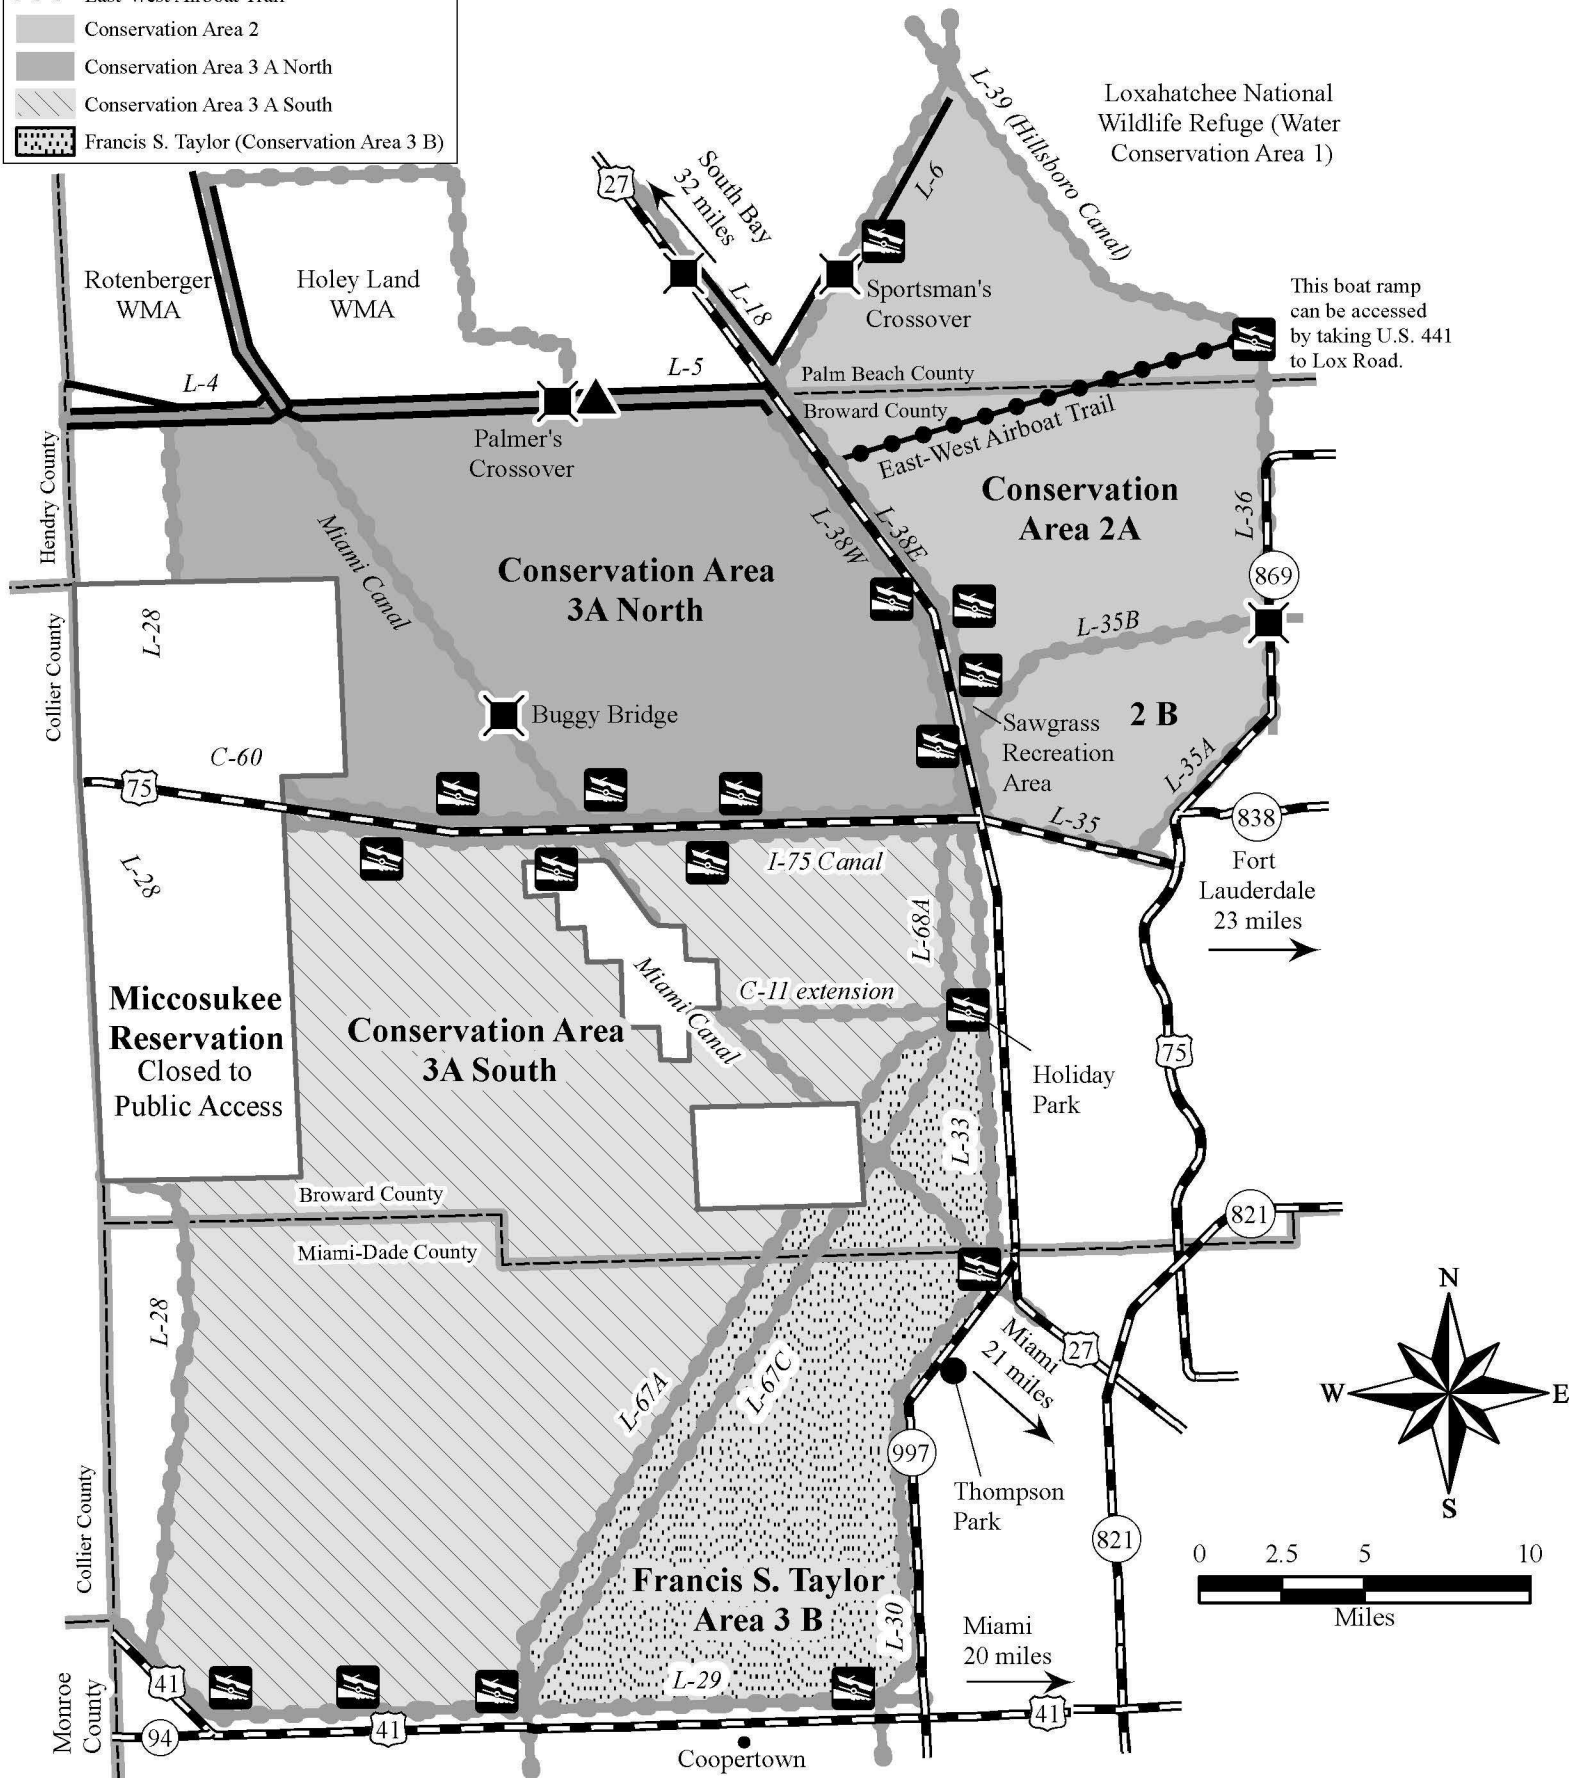 East-West Airboat Trail
Conservation Area 2
Conservation Area 3 A North
Conservation Area 3 A South
Francis S. Taylor (Conservation Area 3 B)
Loxahatchee National
Wildlife Refuge (Water
Conservation Area 1)
L-39 (Hillsboro Canal)
L-6
27
South Bay
32 miles
Rotenberger
WMA
Holey Land
WMA
L-18
Sportsman's
Crossover
This boat ramp
can be accessed
by taking U.S. 441
to Lox Road.
L-4
L-5
Palm Beach County
Broward County
East-West Airboat Trail
Palmer's
Crossover
Hendry County
Collier County
Conservation
Area 2A
L-36
869
L-38W
L-38E
Miami Canal
Conservation Area
3A North
L-28
L-35B
Buggy Bridge
2 B
Sawgrass
Recreation
Area
L-35A
C-60
75
L-35
838
Fort
Lauderdale
23 miles
L-28
I-75 Canal
L-68A
Miami Canal
C-11 extension
Miccosukee
Reservation
Closed to
Public Access
Conservation Area
3A South
75
Holiday
Park
L-33
Broward County
Miami-Dade County
821
L-28
Miami
21 miles
27
N
W
E
S
L-67A
L-67C
997
Thompson
Park
Collier County
821
0 2.5 5 10
Miles
Francis S. Taylor
Area 3 B
L-30
Miami
20 miles
L-29
41
41
41
94
Monroe
County
Coopertown